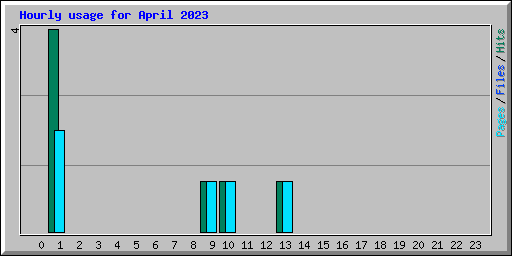 Hourly usage for April 2023
4
Pages/Files/Hits
0 1 2 3 4 5 6 7 8 9 10 11 12 13 14 15 16 17 18 19 20 21 22 23